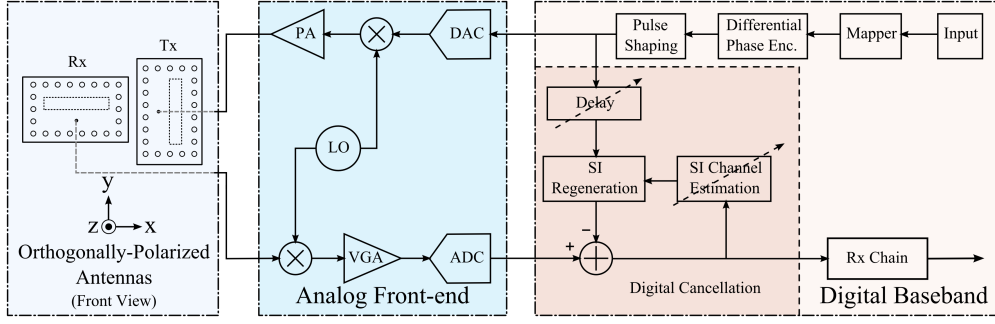 Rx
Tx
y
z
x
Orthogonally-Polarized
Antennas
(Front View)
PA
DAC
LO
VGA
ADC
Analog Front-end
Pulse
Shaping
Differential
Phase Enc.
Mapper
Input
Delay
SI
Regeneration
SI Channel
Estimation
−
+
Digital Cancellation
Rx Chain
Digital Baseband